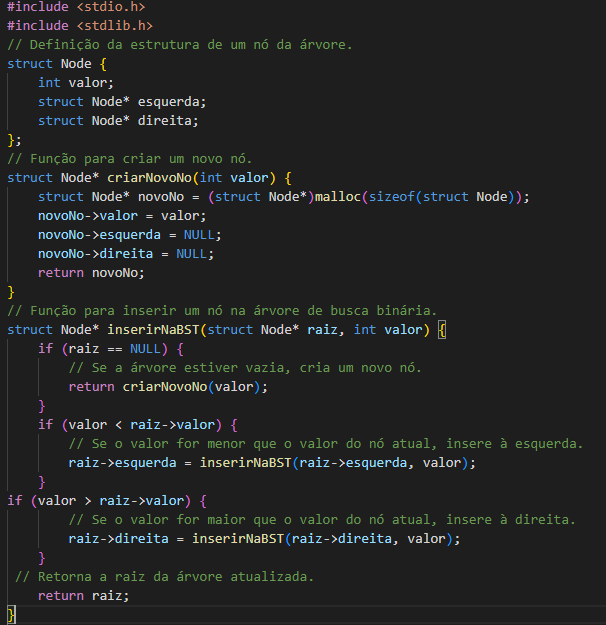 #include <stdio.h>
#include <stdlib.h>
// Definição da estrutura de um nó da árvore.
struct Node {
    int valor;
    struct Node* esquerda;
    struct Node* direita;
};
// Função para criar um novo nó.
struct Node* criarNovoNo(int valor) {
    struct Node* novoNo = (struct Node*)malloc(sizeof(struct Node));
    novoNo->valor = valor;
    novoNo->esquerda = NULL;
    novoNo->direita = NULL;
    return novoNo;
}
// Função para inserir um nó na árvore de busca binária.
struct Node* inserirNaBST(struct Node* raiz, int valor) {
    if (raiz == NULL) {
        // Se a árvore estiver vazia, cria um novo nó.
        return criarNovoNo(valor);
    }
    if (valor < raiz->valor) {
        // Se o valor for menor que o valor do nó atual, insere à esquerda.
        raiz->esquerda = inserirNaBST(raiz->esquerda, valor);
    }
if (valor > raiz->valor) {
        // Se o valor for maior que o valor do nó atual, insere à direita.
        raiz->direita = inserirNaBST(raiz->direita, valor);
    }
 // Retorna a raiz da árvore atualizada.
    return raiz;
}